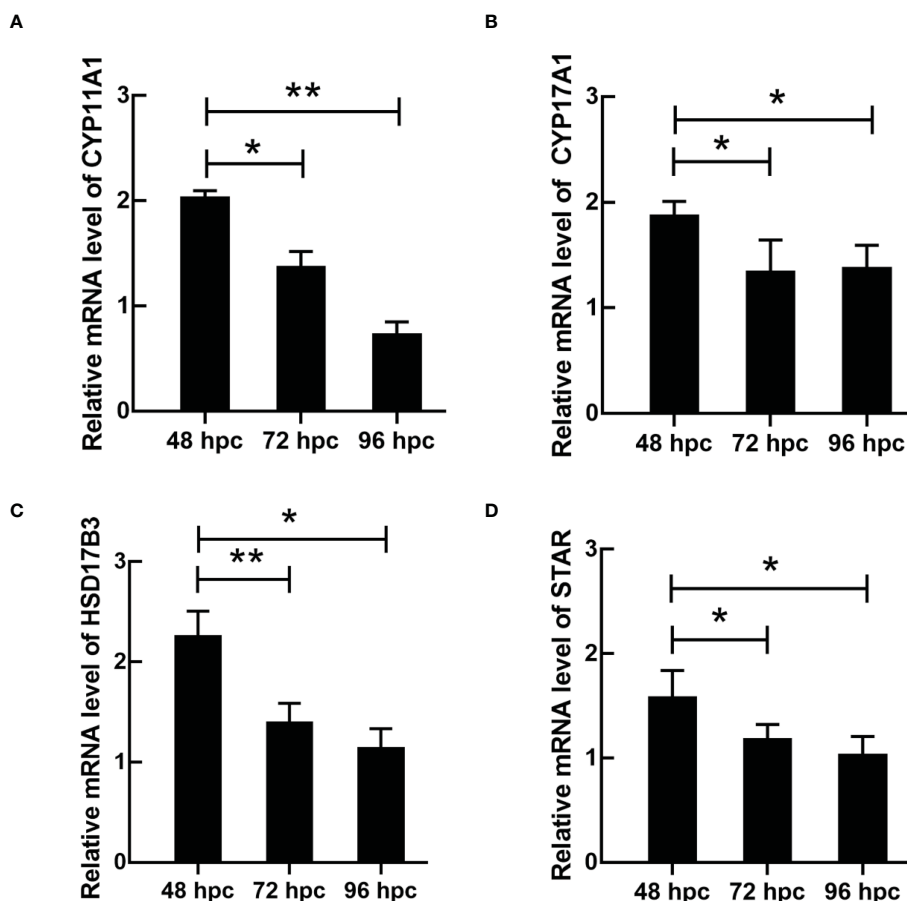 A
Relative mRNA level of CYP11A1
3
2
1
0
**
*
48 hpc 72 hpc 96 hpc
B
Relative mRNA level of CYP17A1
3
2
1
0
*
*
48 hpc 72 hpc 96 hpc
C
Relative mRNA level of HSD17B3
3
2
1
0
*
**
48 hpc 72 hpc 96 hpc
D
Relative mRNA level of STAR
3
2
1
0
*
*
48 hpc 72 hpc 96 hpc